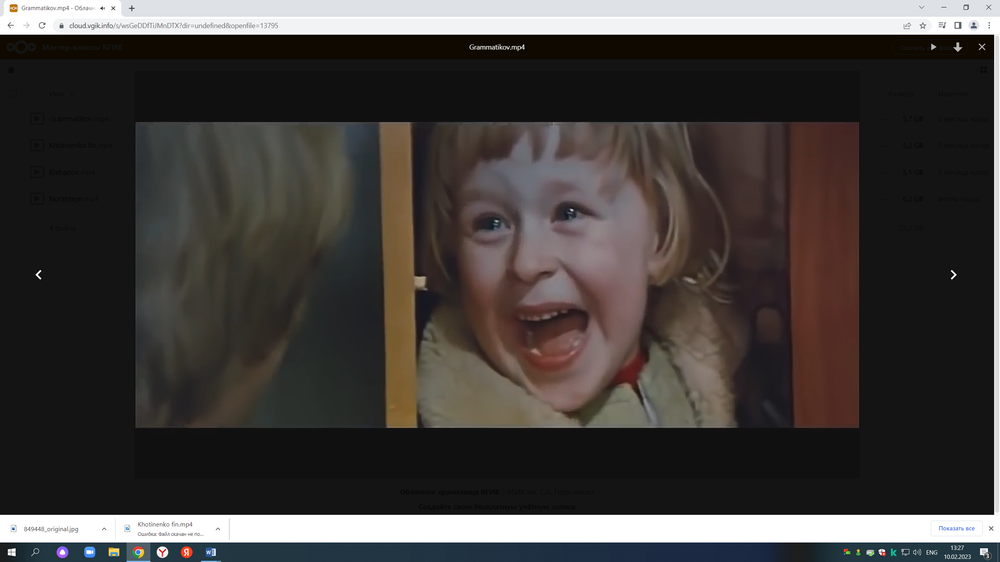 Grammatikov.mp4 - Облачн
cloud.vgik.info/s/wsGeDDfTiJMnDTX?dir=undefined&openfile=13795
Мастер-классы ВГИК
Grammatikov.mp4
Скачать
Имя
Размер
Изменён
Grammatikov.mp4
5,7 GB
2 месяца назад
Khotinenko fin.mp4
5,2 GB
2 месяца назад
Klebanov.mp4
5,1 GB
2 месяца назад
Norshteyn.mp4
6,2 GB
месяц назад
4 файла
22,2 GB
Облачное хранилище ВГИК – ВГИК им. С.А. Герасимова
Создайте свою бесплатную учётную запись
849448_original.jpg
Khotinenko fin.mp4
Ошибка: Файл скачан не по...
Показать все
ENG
13:27
10.02.2023
3